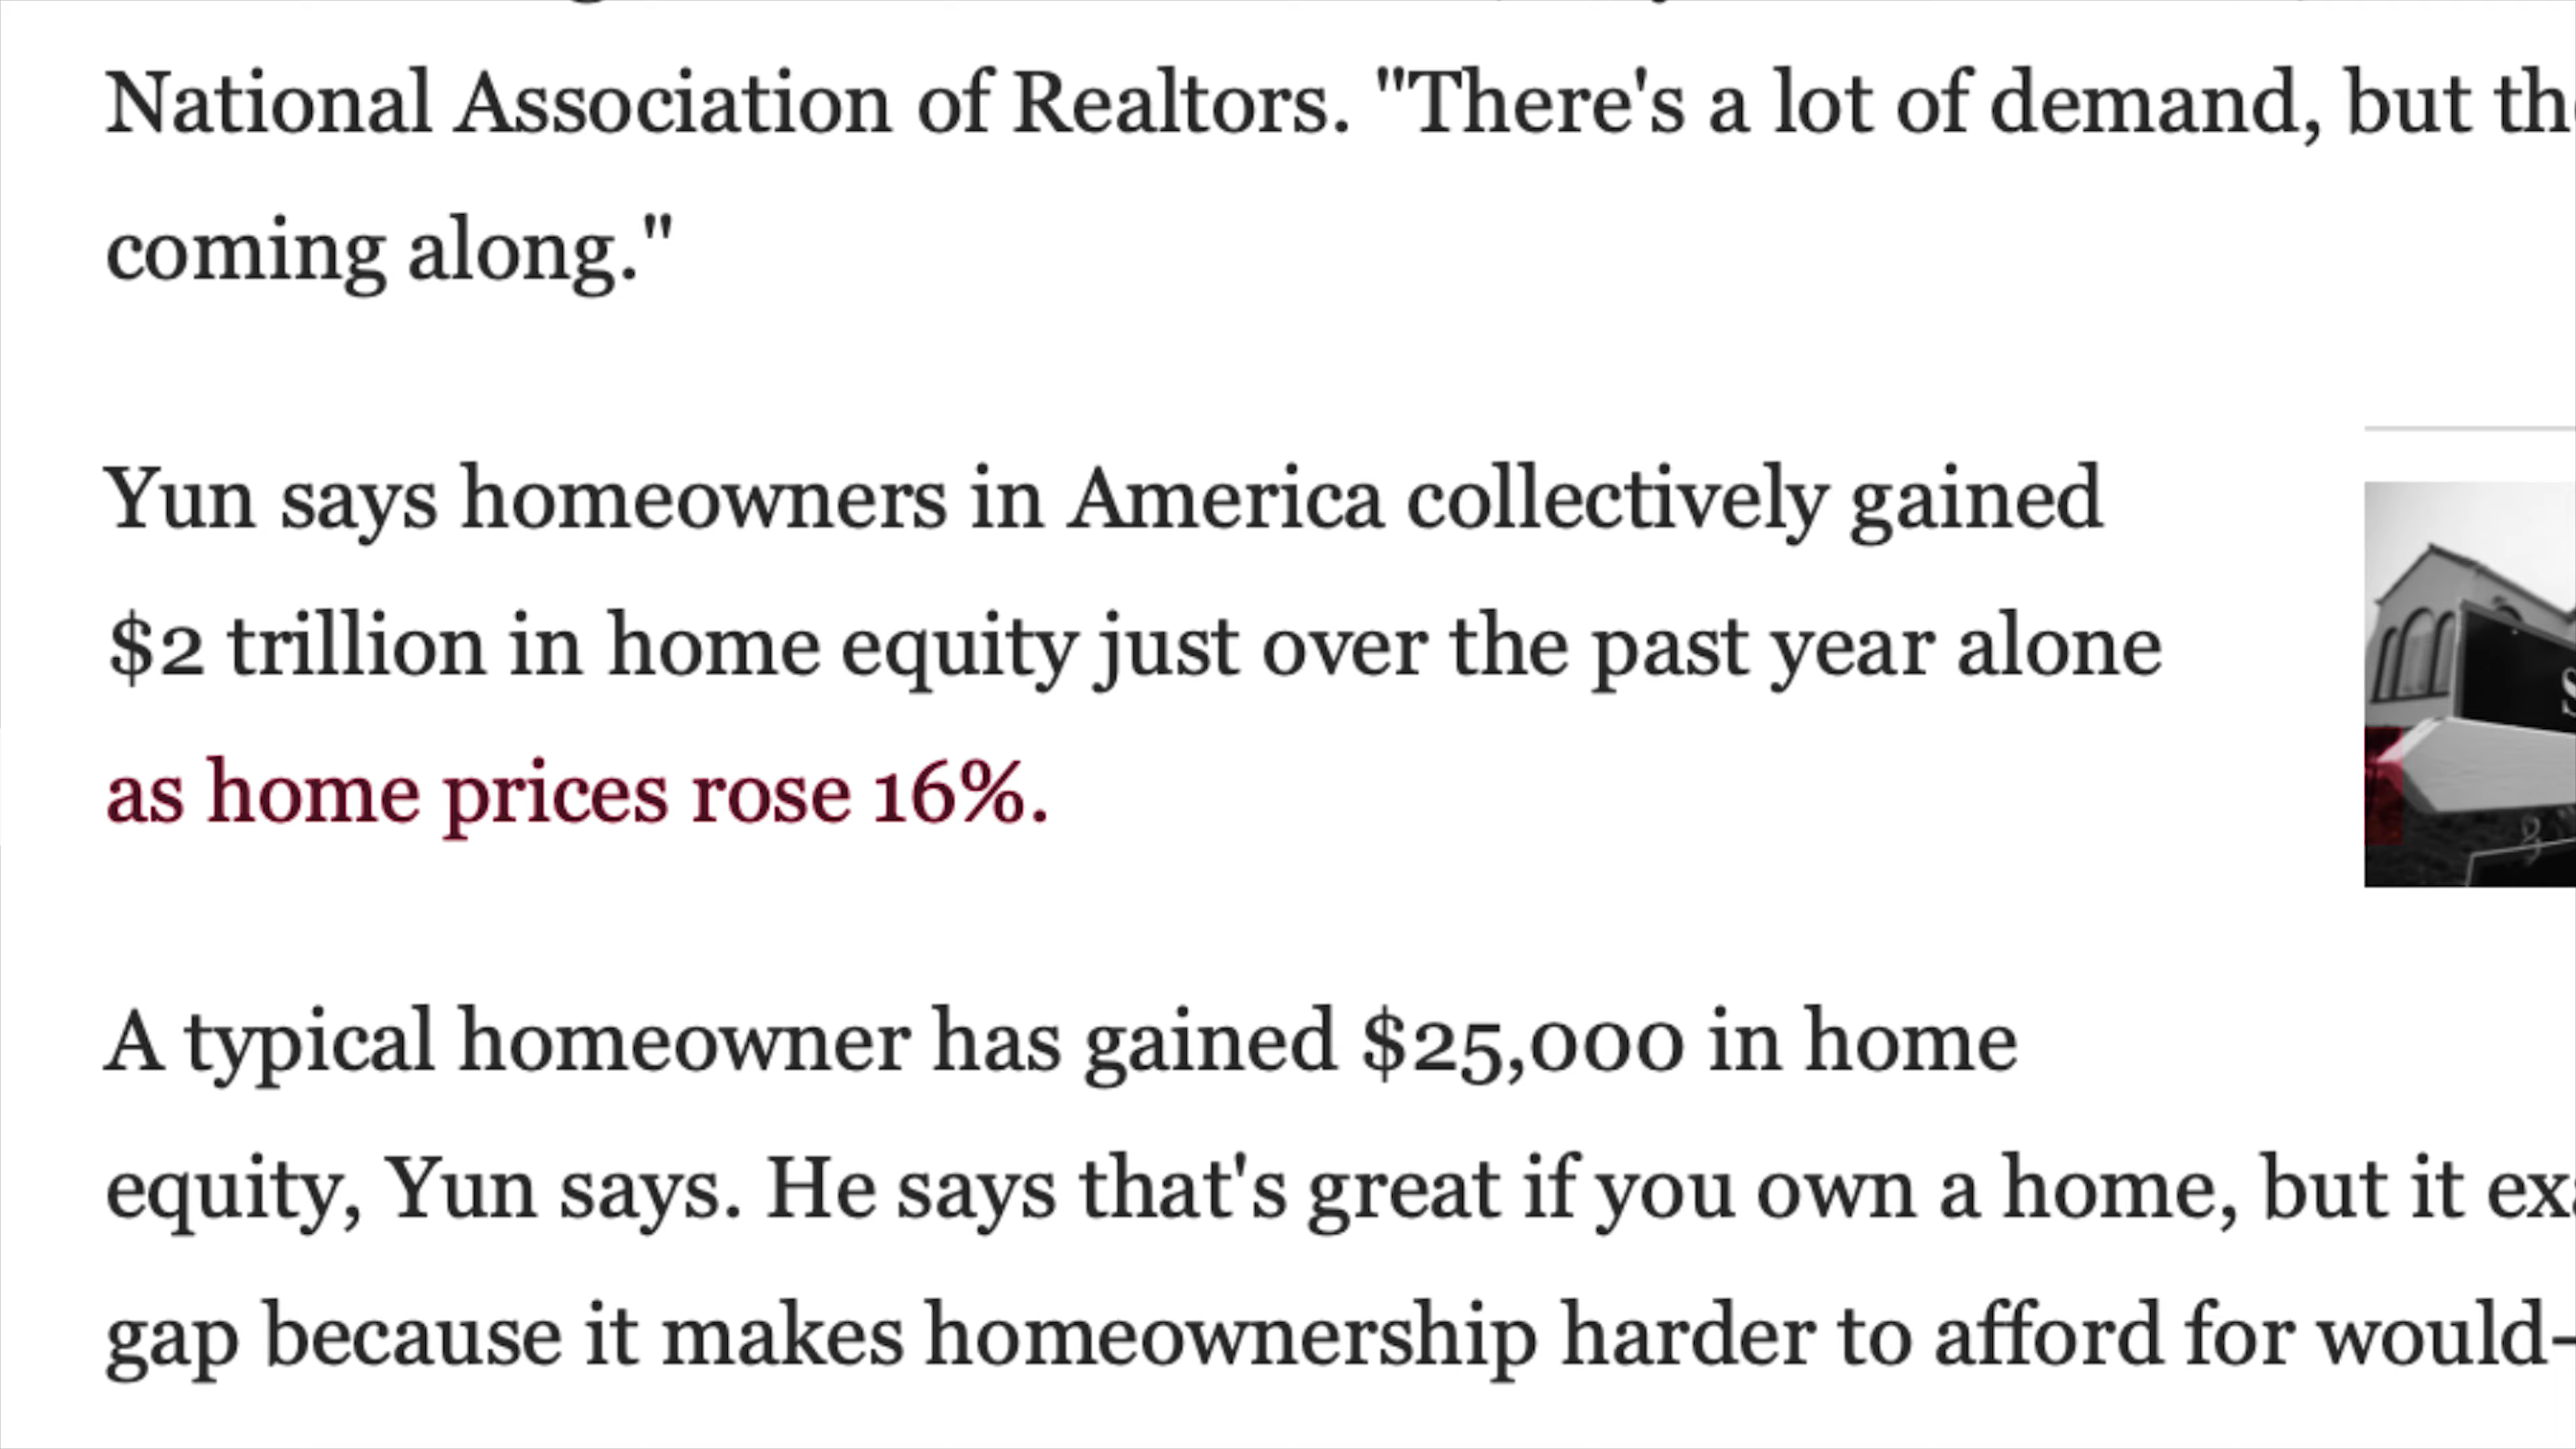 National Association of Realtors. "There's a lot of demand, but
coming along."
Yun says homeowners in America collectively gained
$2 trillion in home equity just over the past year alone
as home prices rose 16%.
A typical homeowner has gained $25,000 in home
equity, Yun says. He says that's great if you own a home, but it
gap because it makes homeownership harder to afford for would-